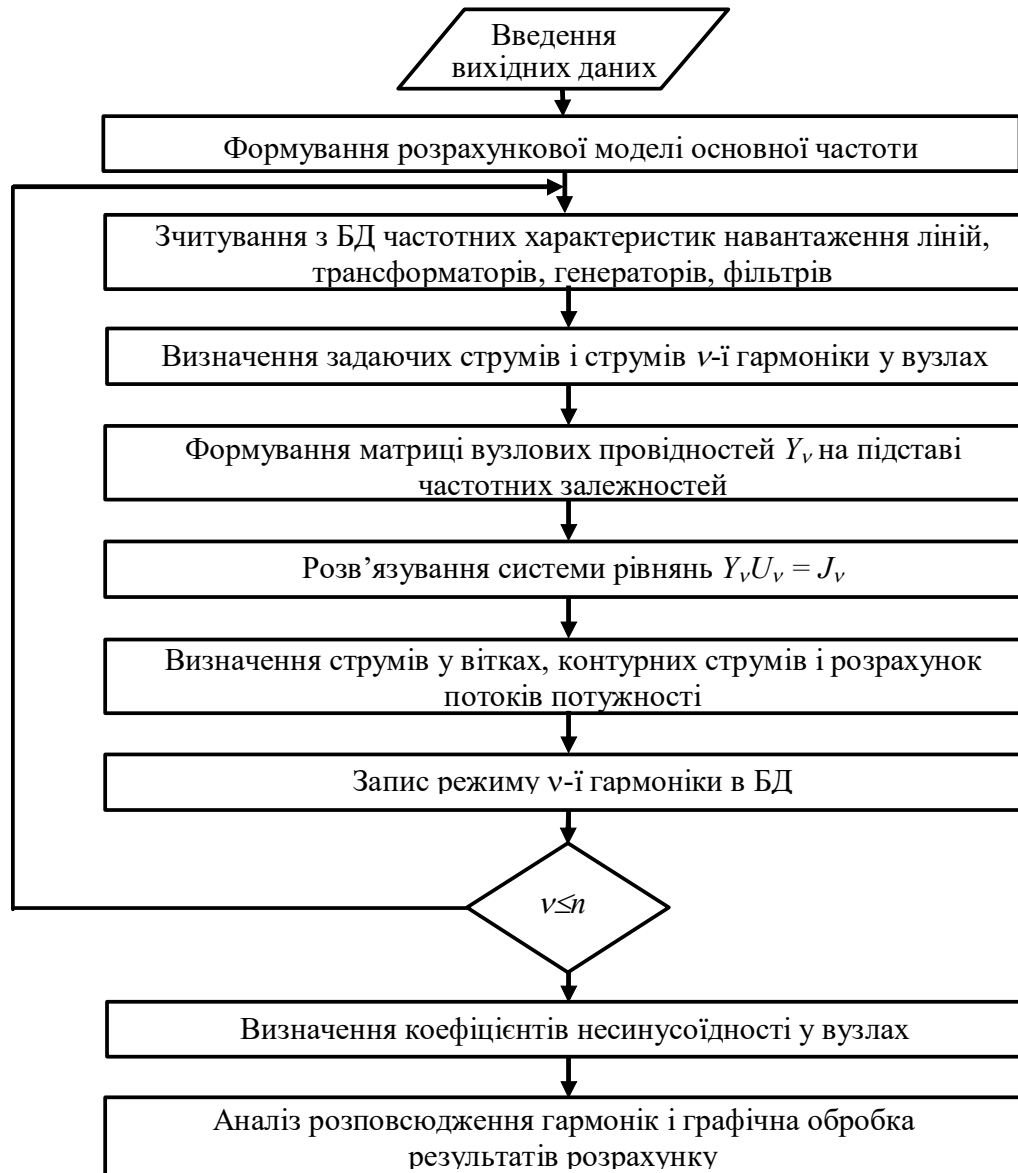 Введення
вихідних даних
Формування розрахункової моделі основної частоти
Зчитування з БД частотних характеристик навантаження ліній,
трансформаторів, генераторів, фільтрів
Визначення задаючих струмів і струмів ν-ї гармоніки у вузлах
Формування матриці вузлових провідностей Yν на підставі
частотних залежностей
Розв’язування системи рівнянь YνUν = Jν
Визначення струмів у вітках, контурних струмів і розрахунок
потоків потужності
Запис режиму ν-ї гармоніки в БД
ν≤n
Визначення коефіцієнтів несинусоїдності у вузлах
Аналіз розповсюдження гармонік і графічна обробка
результатів розрахунку